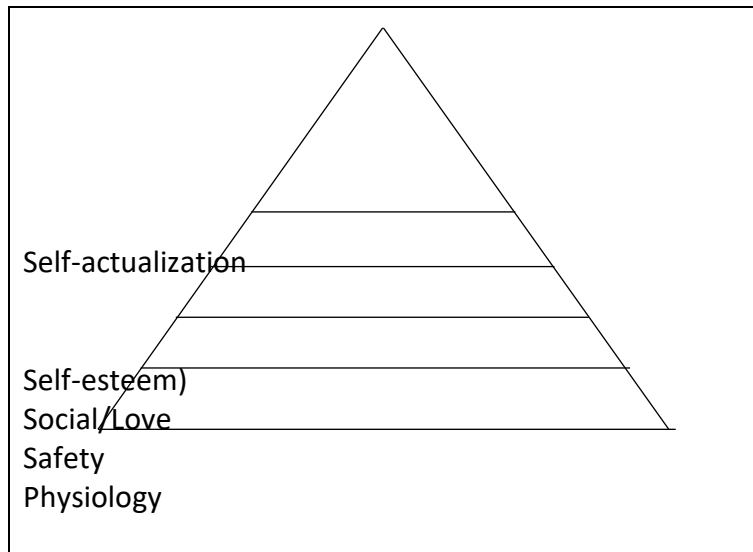 Self-actualization
Self-esteem)
Social/Love
Safety
Physiology